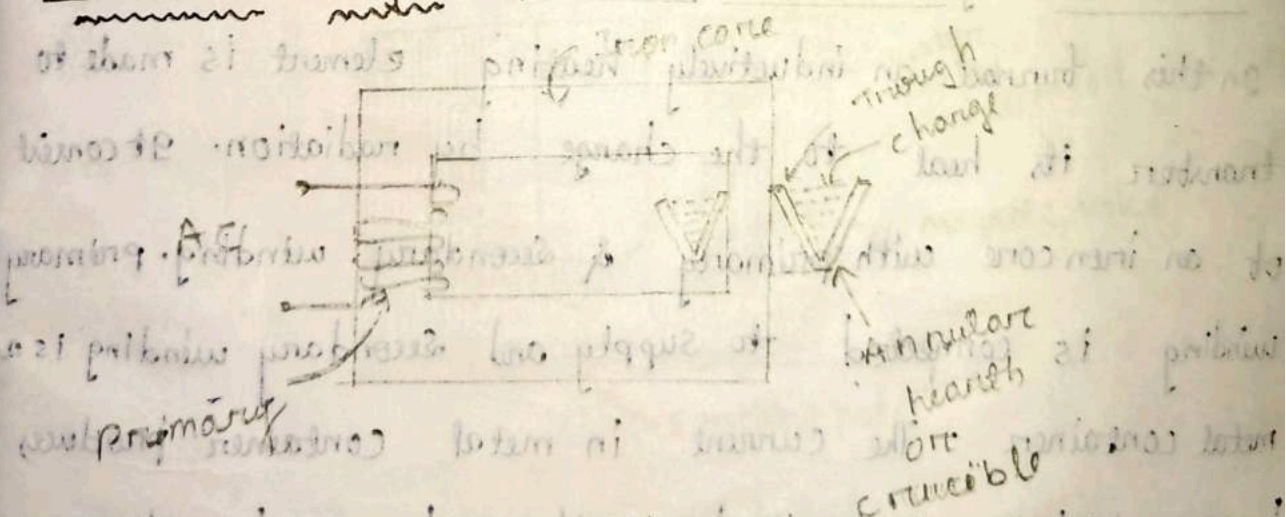 Iron core
Trough
charge
on this furnace, an inductively heating element is made to
transfer its heat to the charge by radiation. It consist
of an iron core with primary & secondary winding. primary
winding is connected to supply and secondary winding is a
primary
Annular
hearth
or
crucible
metal container. The current in metal container produces